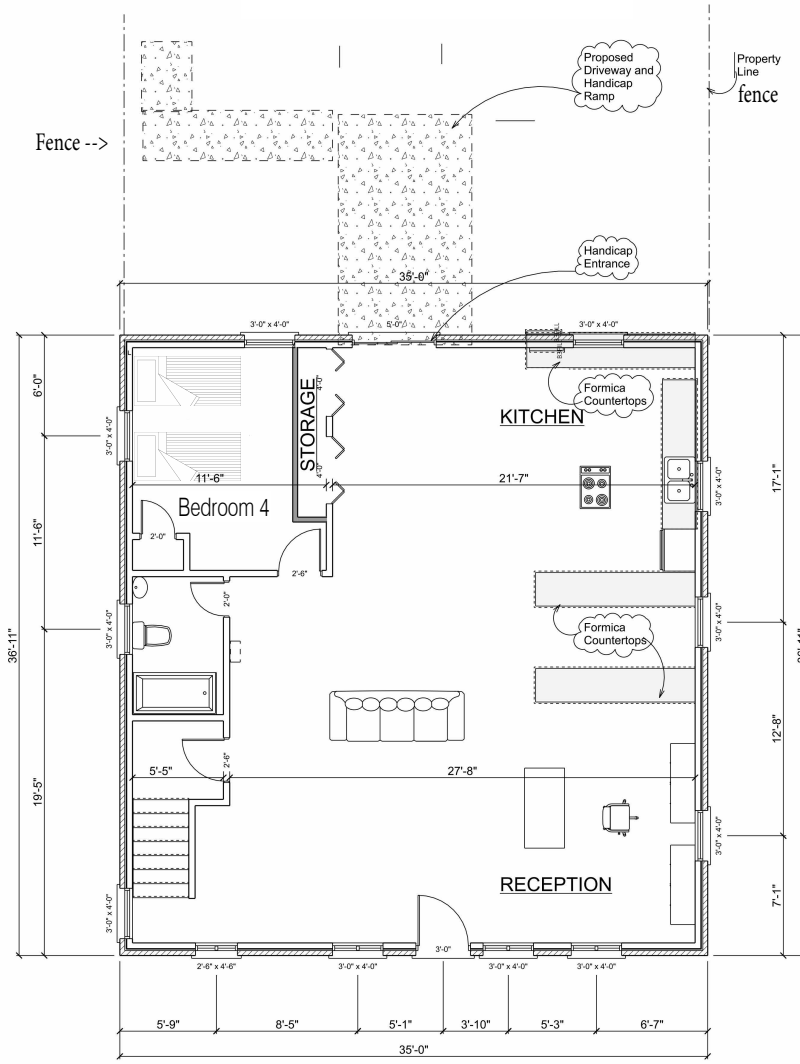 Proposed
Driveway and
Handicap
Ramp
Property
Line
fence
Fence -->
Handicap
Entrance
35'-0"
3'-0" x 4'-0"
5'-0"
3'-0" x 4'-0"
6'-0"
STORAGE
4'-0"
4'-0"
Formica
Countertops
KITCHEN
3'-0" x 4'-0"
11'-6"
21'-7"
3'-0" x 4'-0"
17'-1"
Bedroom 4
11'-6"
2'-0"
2'-6"
2'-0"
3'-0" x 4'-0"
3'-0" x 4'-0"
Formica
Countertops
36'-11"
12'-8"
19'-5"
5'-5"
2'-6"
27'-8"
3'-0" x 4'-0"
RECEPTION
7'-1"
3'-0" x 4'-0"
3'-0"
2'-6" x 4'-6"
3'-0" x 4'-0"
3'-0" x 4'-0"
3'-0" x 4'-0"
5'-9"
8'-5"
5'-1"
3'-10"
5'-3"
6'-7"
35'-0"